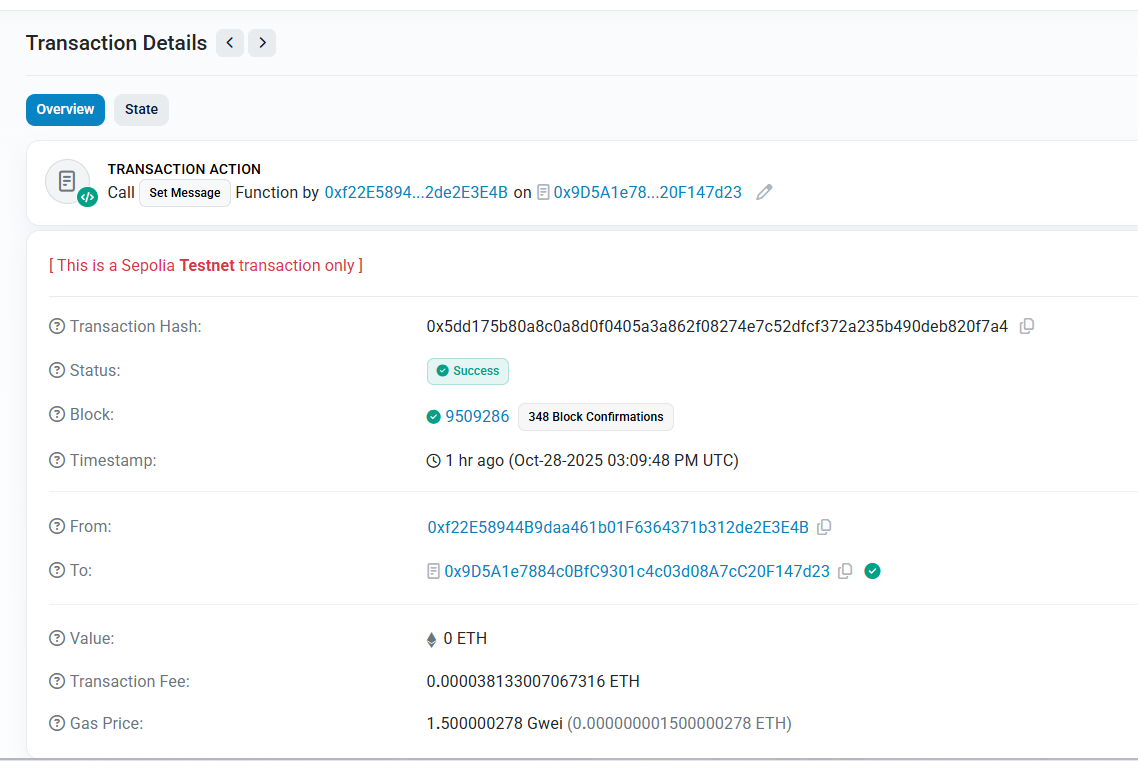 Transaction Details
Overview State
TRANSACTION ACTION
Call Set Message Function by 0xf22E5894...2de2E3E4B on 0x9D5A1e78...20F147d23
[ This is a Sepolia Testnet transaction only ]
Transaction Hash: 0x5dd175b80a8c0a8d0f0405a3a862f08274e7c52dfcf372a235b490deb820f7a4
Status: Success
Block: 9509286 348 Block Confirmations
Timestamp: 1 hr ago (Oct-28-2025 03:09:48 PM UTC)
From: 0xf22E58944B9daa461b01F6364371b312de2E3E4B
To: 0x9D5A1e7884c0BfC9301c4c03d08A7cC20F147d23
Value: 0 ETH
Transaction Fee: 0.000038133007067316 ETH
Gas Price: 1.500000278 Gwei (0.000000001500000278 ETH)